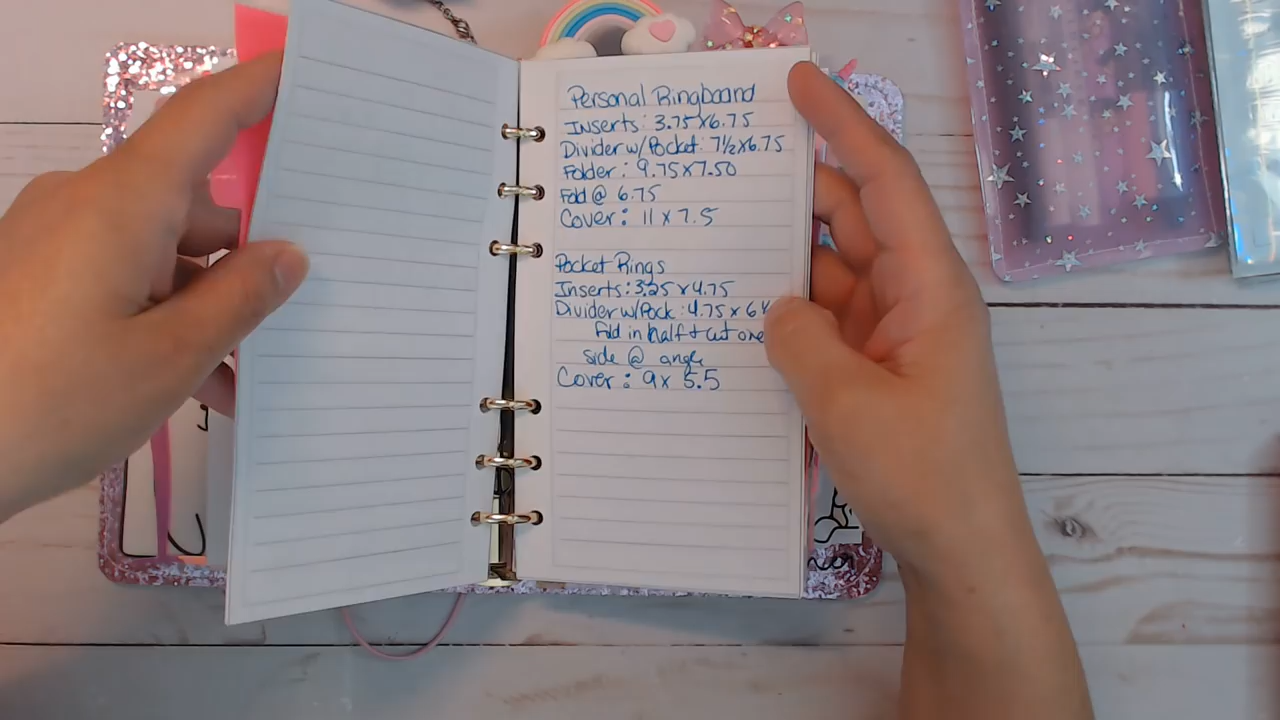 Personal Ringbound
Inserts: 3.75x6.75
Divider w/Pocket: 7½x6.75
Folder: 9.75x7.50
Fold @ 6.75
Cover: 11 x 7.5
Pocket Rings
Inserts: 3.25 x 4.75
Divider w/Pock: 4.75 x
Fold in half + cut one
side @ angle
Cover: 9x 5.5